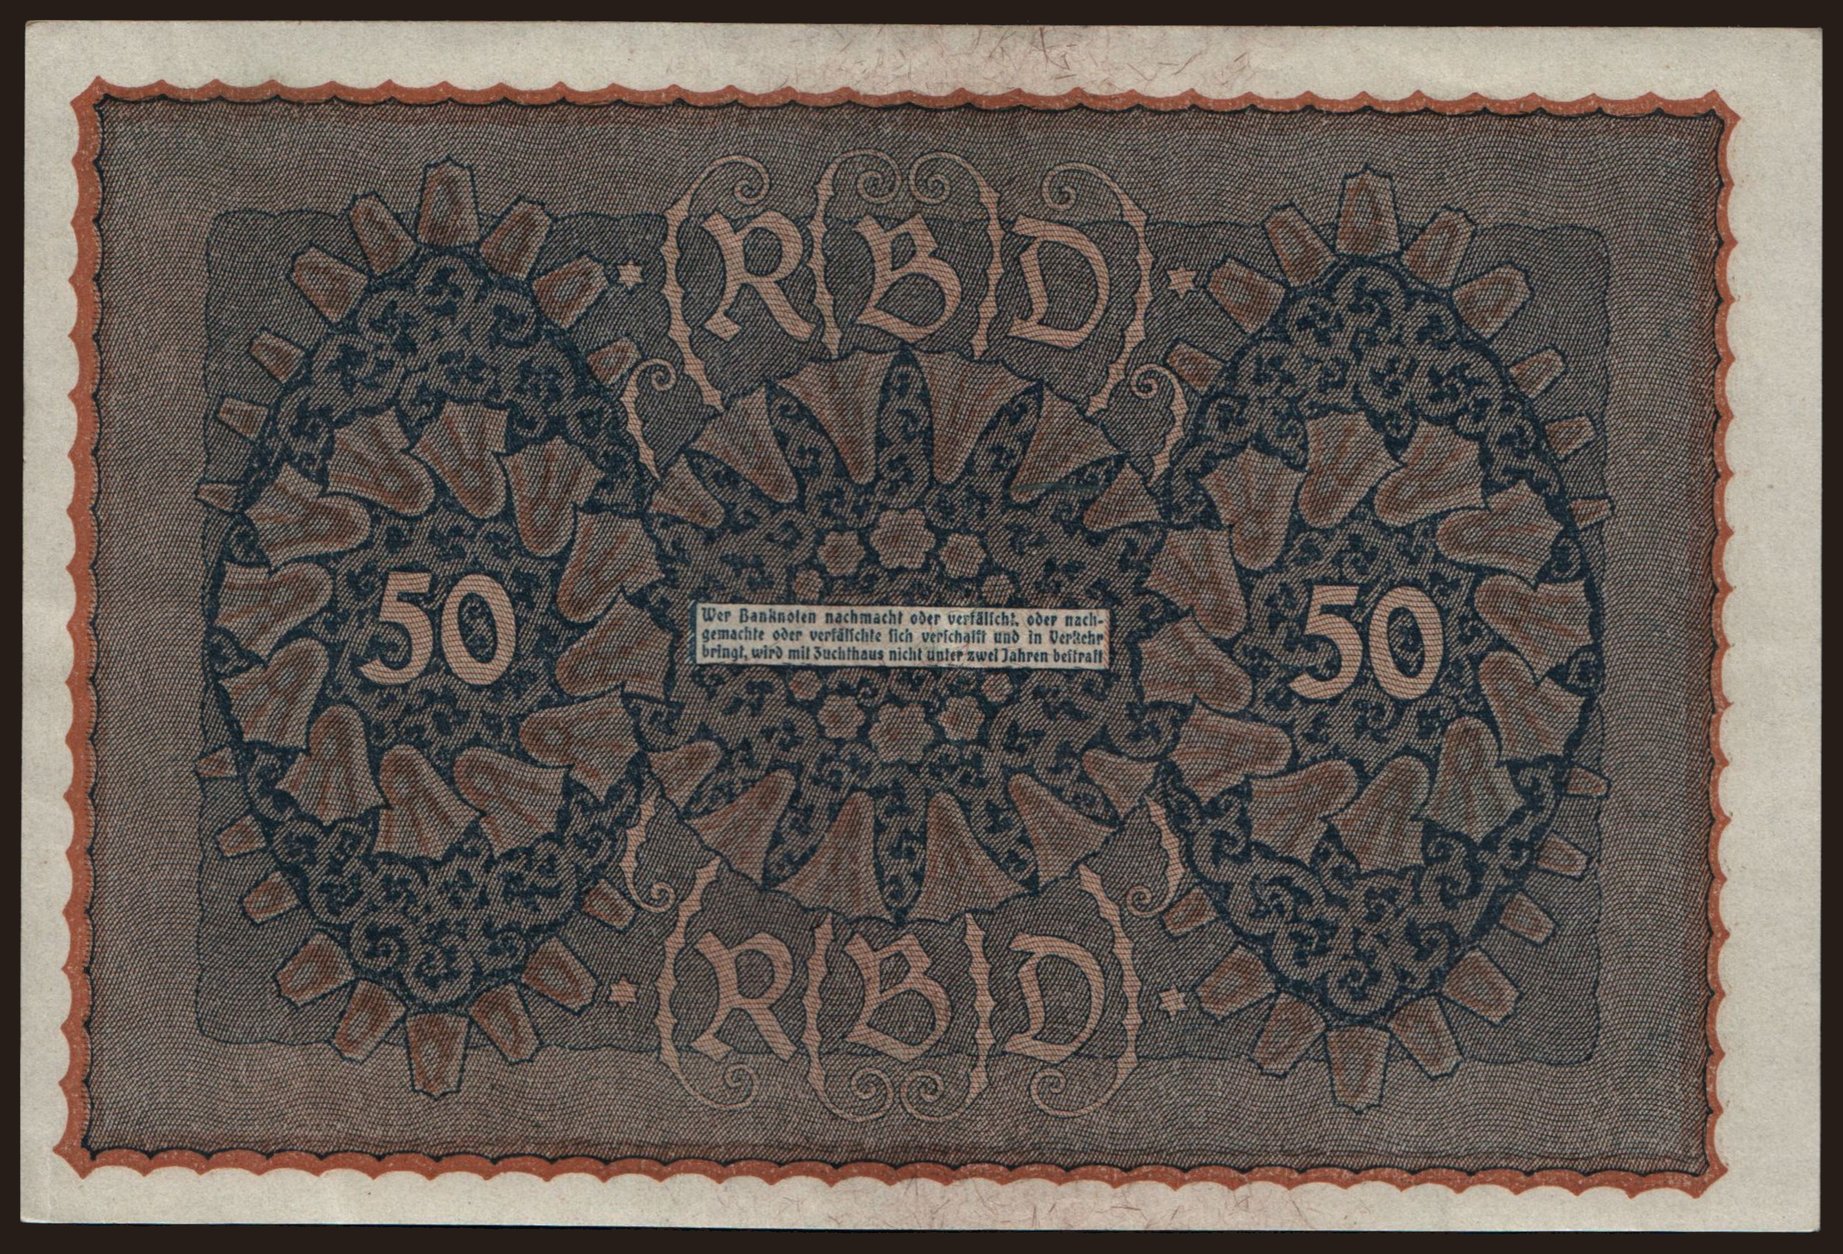 RBD
50
Wer Banknoten nachmacht oder verfälscht, oder nach-
gemachte oder verfälschte sich verschafft und in Verkehr
bringt, wird mit Zuchthaus nicht unter zwei Jahren bestraft
50
RBD